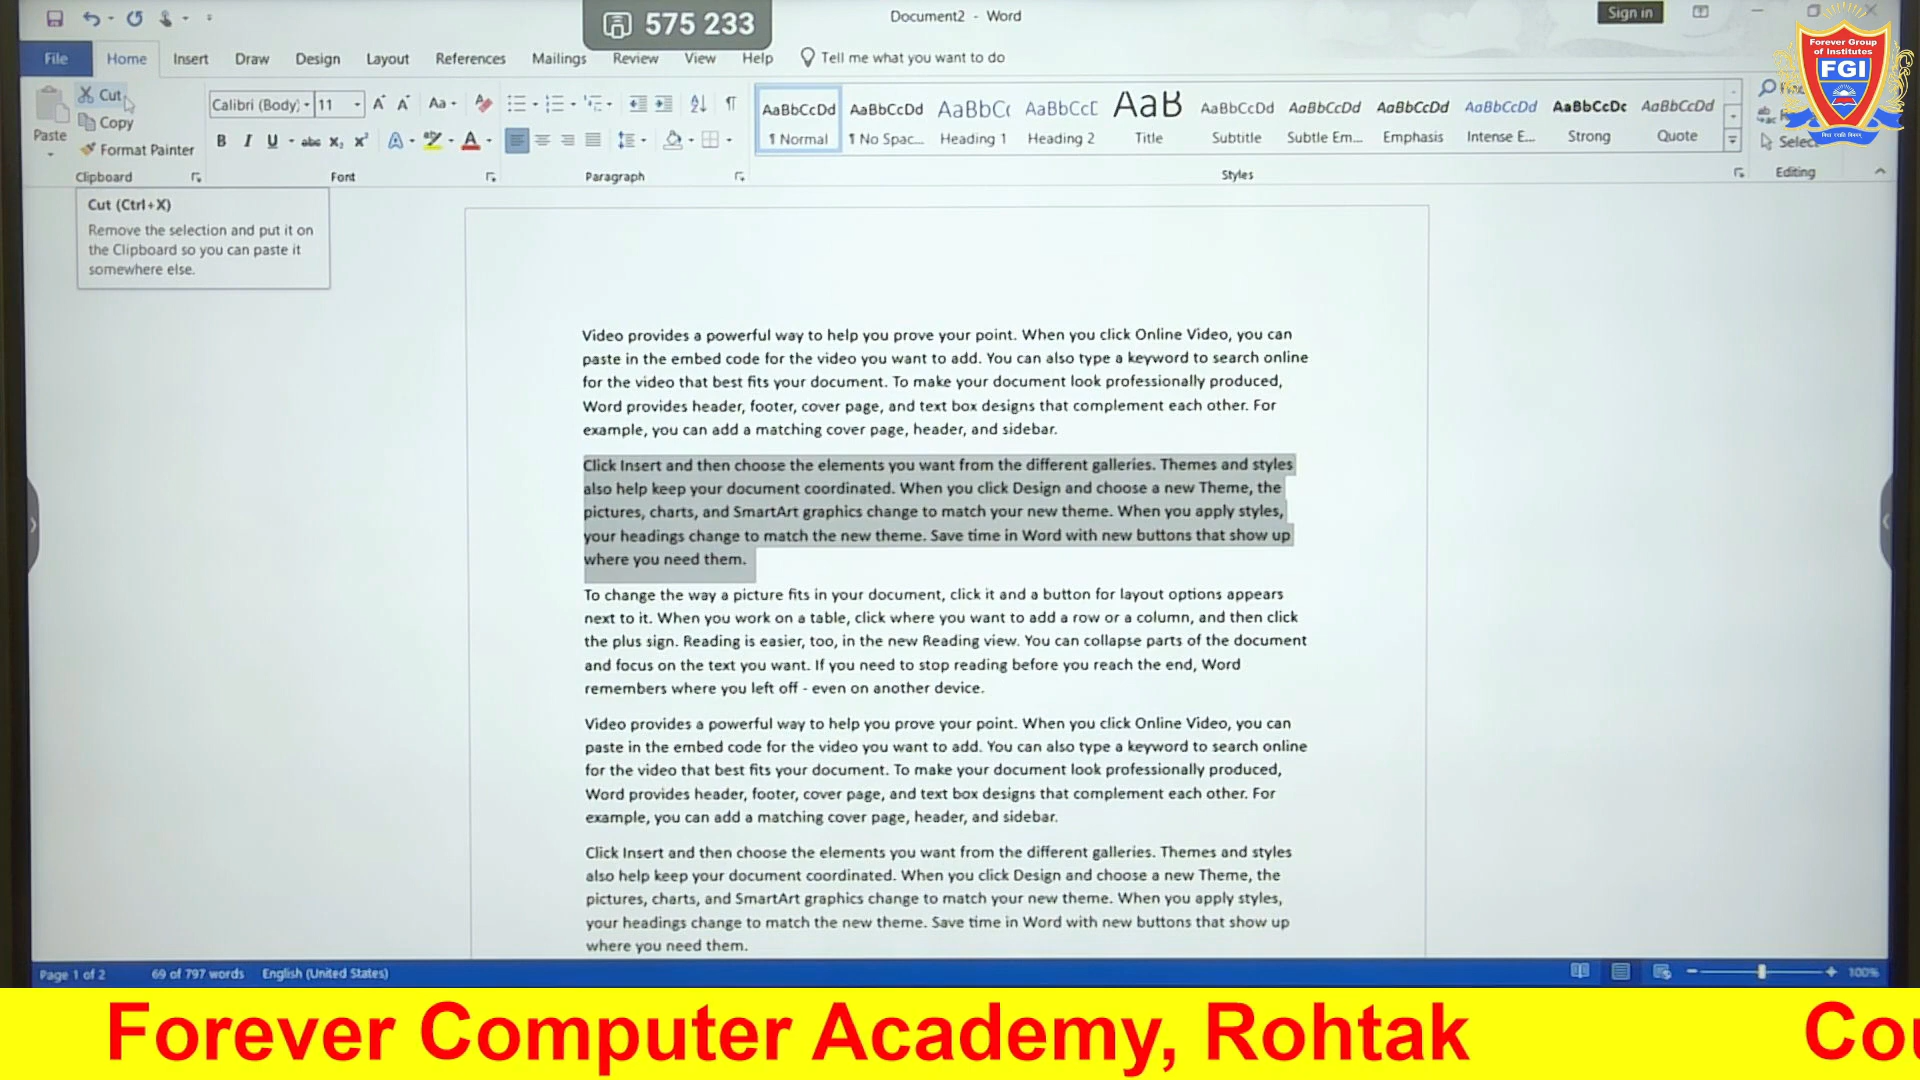 575 233
Document2 - Word
Sign in
File Home Insert Draw Design Layout References Mailings Review View Help Tell me what you want to do
Forever Group
of Institutes
FGI
Cut
Copy
Format Painter
Paste
Clipboard
Calibri (Body) 11
Font
Paragraph
AaBbCcDd AaBbCcDd AaBbC AaBbCcD AaB AaBbCcDd AaBbCcDd AaBbCcDd AaBbCcDd AaBbCcDc AaBbCcDd
¶ Normal ¶ No Spac... Heading 1 Heading 2 Title Subtitle Subtle Em... Emphasis Intense E... Strong Quote
Styles
Select
Editing
Cut (Ctrl+X)
Remove the selection and put it on
the Clipboard so you can paste it
somewhere else.
Video provides a powerful way to help you prove your point. When you click Online Video, you can
paste in the embed code for the video you want to add. You can also type a keyword to search online
for the video that best fits your document. To make your document look professionally produced,
Word provides header, footer, cover page, and text box designs that complement each other. For
example, you can add a matching cover page, header, and sidebar.
Click Insert and then choose the elements you want from the different galleries. Themes and styles
also help keep your document coordinated. When you click Design and choose a new Theme, the
pictures, charts, and SmartArt graphics change to match your new theme. When you apply styles,
your headings change to match the new theme. Save time in Word with new buttons that show up
where you need them.
To change the way a picture fits in your document, click it and a button for layout options appears
next to it. When you work on a table, click where you want to add a row or a column, and then click
the plus sign. Reading is easier, too, in the new Reading view. You can collapse parts of the document
and focus on the text you want. If you need to stop reading before you reach the end, Word
remembers where you left off - even on another device.
Video provides a powerful way to help you prove your point. When you click Online Video, you can
paste in the embed code for the video you want to add. You can also type a keyword to search online
for the video that best fits your document. To make your document look professionally produced,
Word provides header, footer, cover page, and text box designs that complement each other. For
example, you can add a matching cover page, header, and sidebar.
Click Insert and then choose the elements you want from the different galleries. Themes and styles
also help keep your document coordinated. When you click Design and choose a new Theme, the
pictures, charts, and SmartArt graphics change to match your new theme. When you apply styles,
your headings change to match the new theme. Save time in Word with new buttons that show up
where you need them.
Page 1 of 2 69 of 797 words English (United States) 100%
Forever Computer Academy, Rohtak Cou